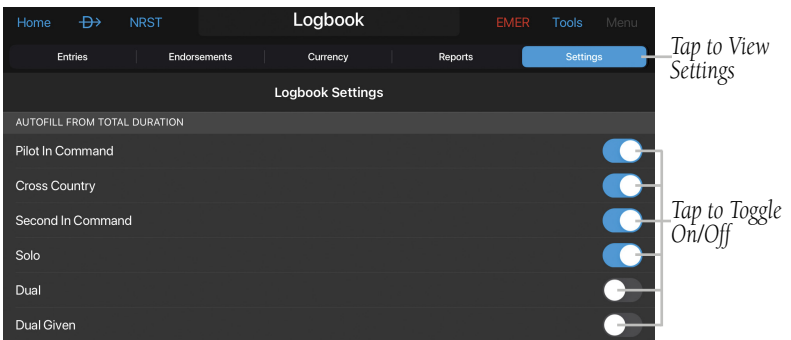 Home NRST Logbook EMER Tools Menu
Entries Endorsements Currency Reports Settings
Tap to View
Settings
Logbook Settings
AUTOFILL FROM TOTAL DURATION
Pilot In Command
Cross Country
Second In Command
Tap to Toggle
On/Off
Solo
Dual
Dual Given